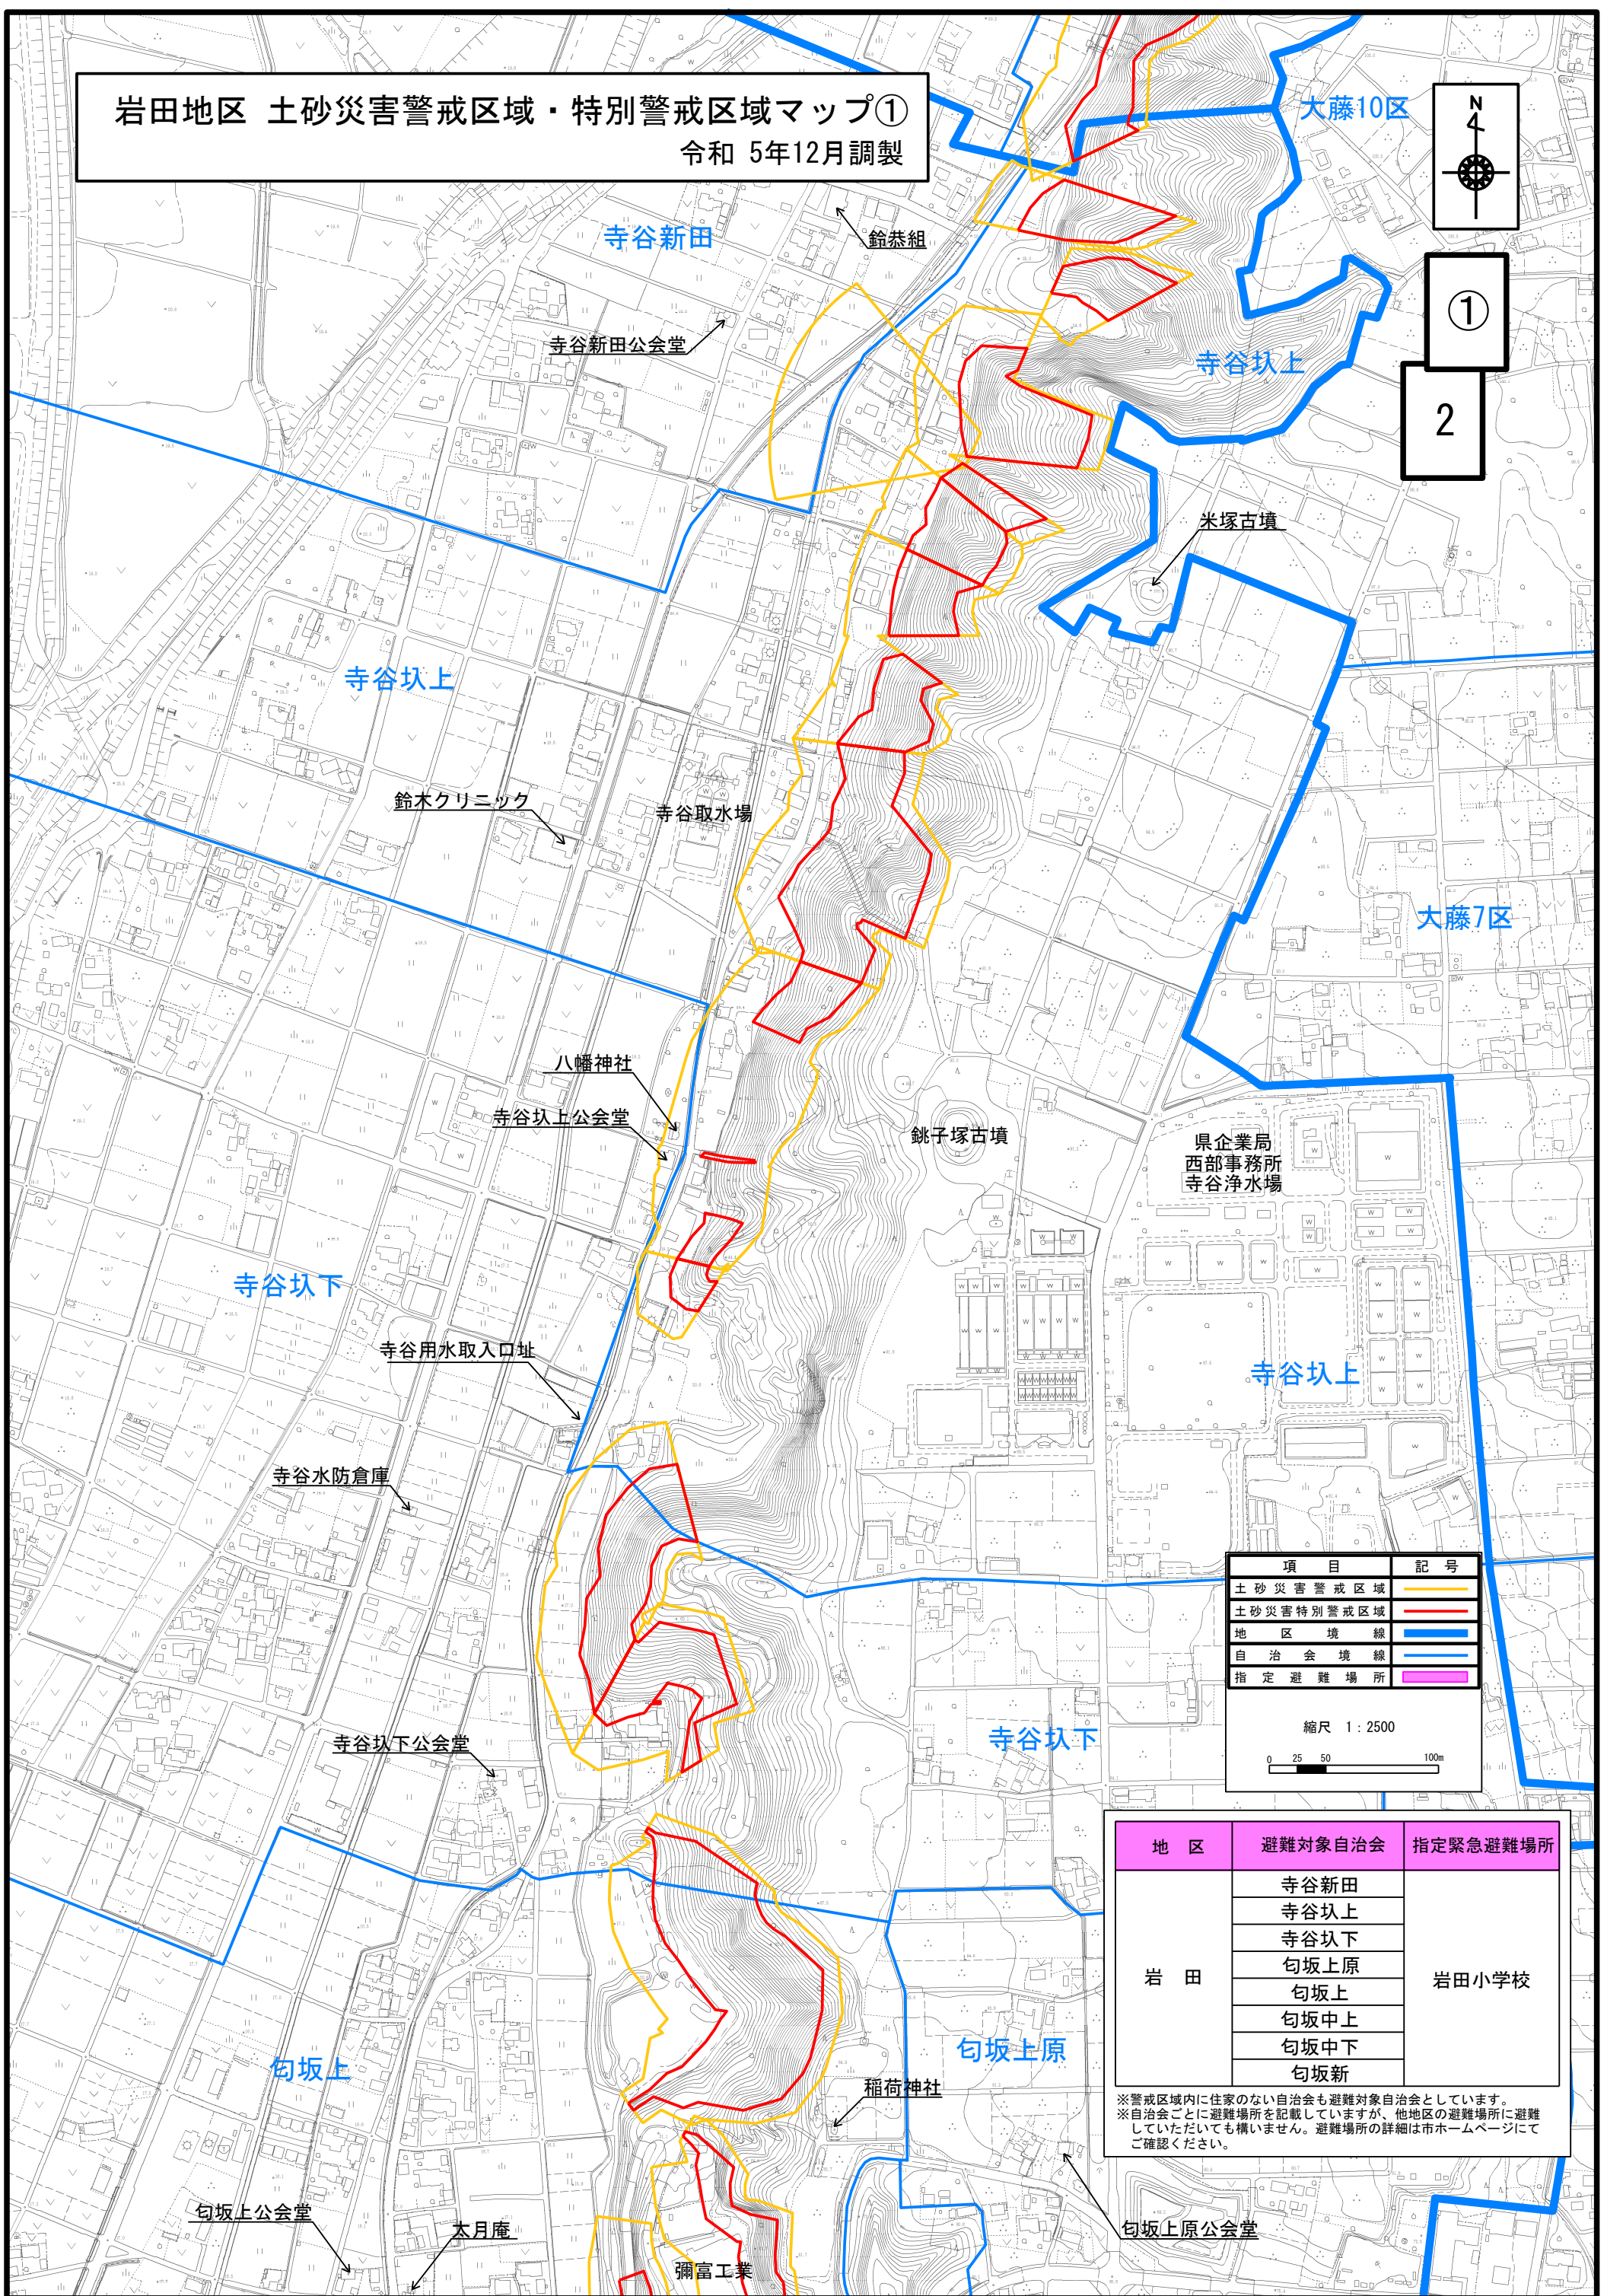 岩田地区 土砂災害警戒区域・特別警戒区域マップ①
令和 5年12月調製
N
①
2
大藤10区
寺谷新田
鈴恭組
寺谷新田公会堂
寺谷圦上
米塚古墳
寺谷圦上
鈴木クリニック
寺谷取水場
大藤7区
八幡神社
寺谷圦上公会堂
銚子塚古墳
県企業局
西部事務所
寺谷浄水場
寺谷圦下
寺谷用水取入口址
寺谷圦上
寺谷水防倉庫
項 目 記 号
土砂災害警戒区域
土砂災害特別警戒区域
地区境線
自治会境線
指定避難場所
縮尺 1:2500
0 25 50 100m
寺谷圦下
寺谷圦下公会堂
地 区 避難対象自治会 指定緊急避難場所
岩 田
寺谷新田
寺谷圦上
寺谷圦下
匂坂上原
匂坂上
匂坂中上
匂坂中下
匂坂新
岩田小学校
※警戒区域内に住家のない自治会も避難対象自治会としています。
※自治会ごとに避難場所を記載していますが、他地区の避難場所に避難
していただいても構いません。避難場所の詳細は市ホームページにて
ご確認ください。
匂坂上
匂坂上原
稲荷神社
匂坂上公会堂
太月庵
匂坂上原公会堂
彌富工業